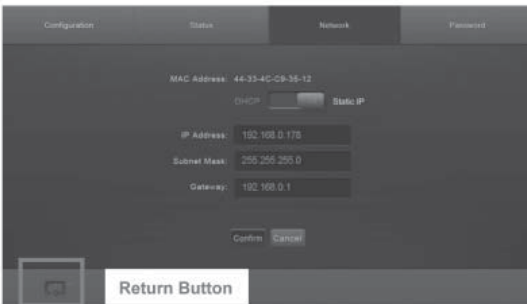 Configuration Status Network Password
MAC Address: 44-33-4C-C9-35-12
DHCP Static IP
IP Address: 192.168.0.178
Subnet Mask: 255.255.255.0
Gateway: 192.168.0.1
Confirm Cancel
Return Button